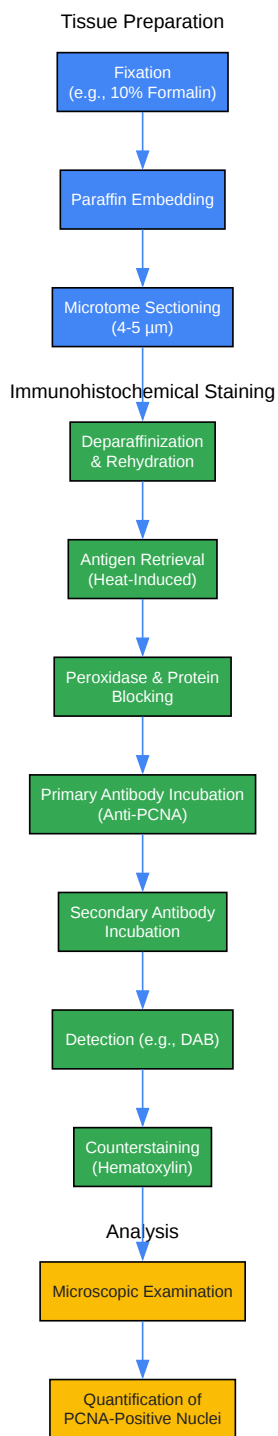 Tissue Preparation
Fixation
(e.g., 10% Formalin)
Paraffin Embedding
Microtome Sectioning
(4-5 µm)
Immunohistochemical Staining
Deparaffinization
& Rehydration
Antigen Retrieval
(Heat-Induced)
Peroxidase & Protein
Blocking
Primary Antibody Incubation
(Anti-PCNA)
Secondary Antibody
Incubation
Detection (e.g., DAB)
Counterstaining
(Hematoxylin)
Analysis
Microscopic Examination
Quantification of
PCNA-Positive Nuclei